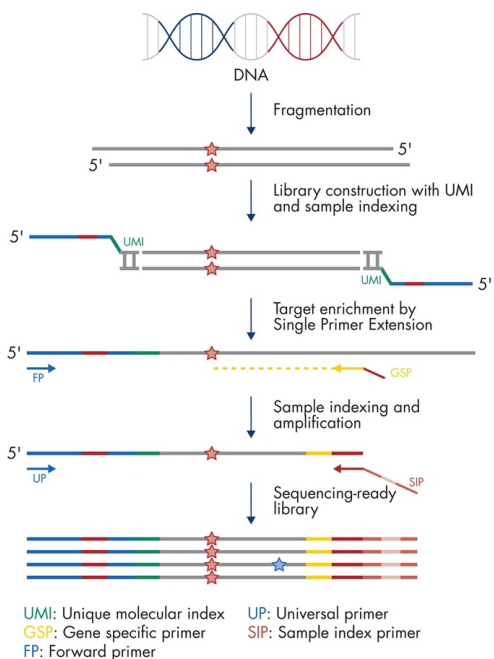 DNA
Fragmentation
5'
5'
Library construction with UMI
and sample indexing
5'
UMI
UMI
5'
Target enrichment by
Single Primer Extension
5'
FP
GSP
Sample indexing and
amplification
5'
UP
SIP
Sequencing-ready
library
UMI: Unique molecular index
UP: Universal primer
GSP: Gene specific primer
SIP: Sample index primer
FP: Forward primer